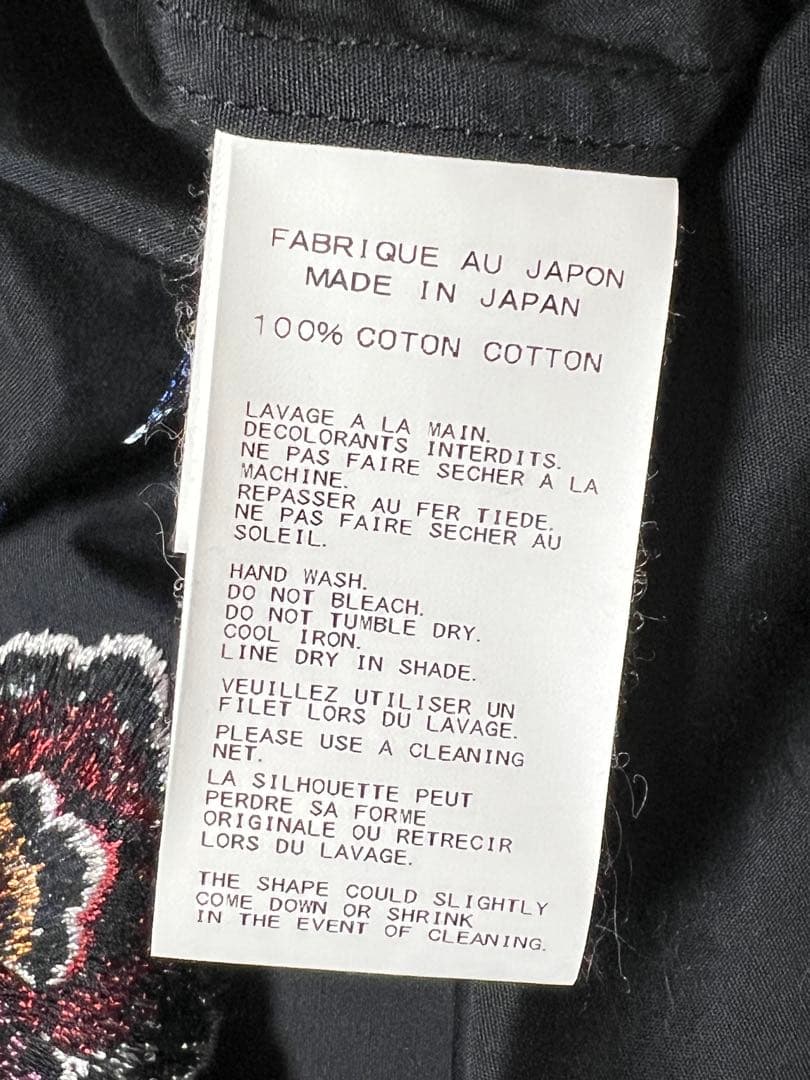 FABRIQUE AU JAPON
MADE IN JAPAN
100% COTON COTTON
LAVAGE A LA MAIN.
DECOLORANTS INTERDITS.
NE PAS FAIRE SECHER A LA
MACHINE.
REPASSER AU FER TIEDE.
NE PAS FAIRE SECHER AU
SOLEIL.
HAND WASH.
DO NOT BLEACH.
DO NOT TUMBLE DRY.
COOL IRON.
LINE DRY IN SHADE.
VEUILLEZ UTILISER UN
FILET LORS DU LAVAGE.
PLEASE USE A CLEANING
NET.
LA SILHOUETTE PEUT
PERDRE SA FORME
ORIGINALE OU RETRECIR
LORS DU LAVAGE.
THE SHAPE COULD SLIGHTLY
COME DOWN OR SHRINK
IN THE EVENT OF CLEANING.